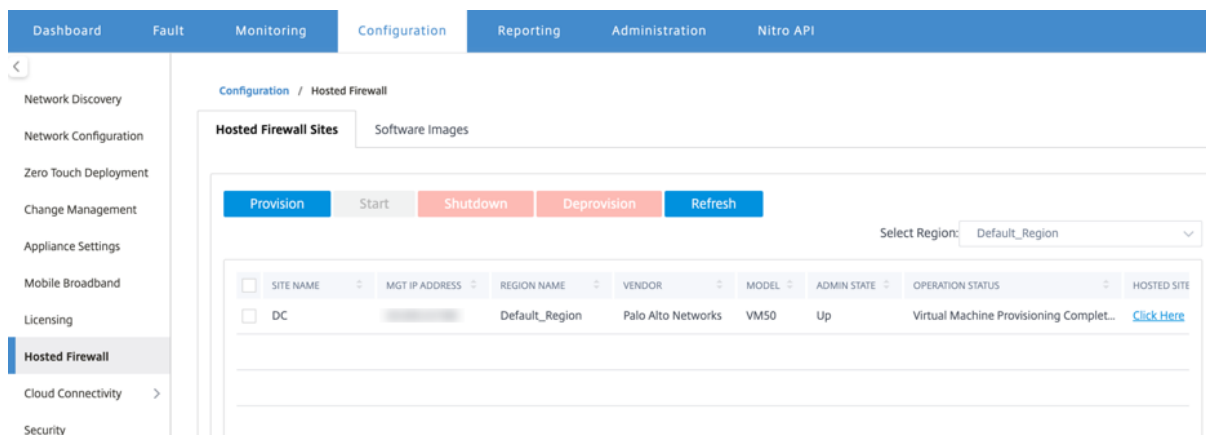 Dashboard Fault Monitoring Configuration Reporting Administration Nitro API
Network Discovery
Network Configuration
Zero Touch Deployment
Change Management
Appliance Settings
Mobile Broadband
Licensing
Hosted Firewall
Cloud Connectivity
Security
Configuration / Hosted Firewall
Hosted Firewall Sites Software Images
Provision Start Shutdown Deprovision Refresh
Select Region: Default_Region
SITE NAME MGT IP ADDRESS REGION NAME VENDOR MODEL ADMIN STATE OPERATION STATUS HOSTED SITE
DC Default_Region Palo Alto Networks VM50 Up Virtual Machine Provisioning Complet... Click Here